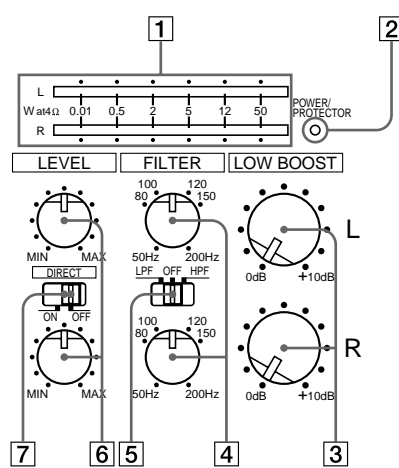 1 2
L
W at4Ω 0.01 0.5 2 5 12 50
R
POWER/
PROTECTOR
LEVEL FILTER LOW BOOST
100 120
80 150
MIN MAX 50Hz 200Hz
L
0dB +10dB
DIRECT LPF OFF HPF
ON OFF
100 120
80 150
R
MIN MAX 50Hz 200Hz
0dB +10dB
7 6 5 4 3